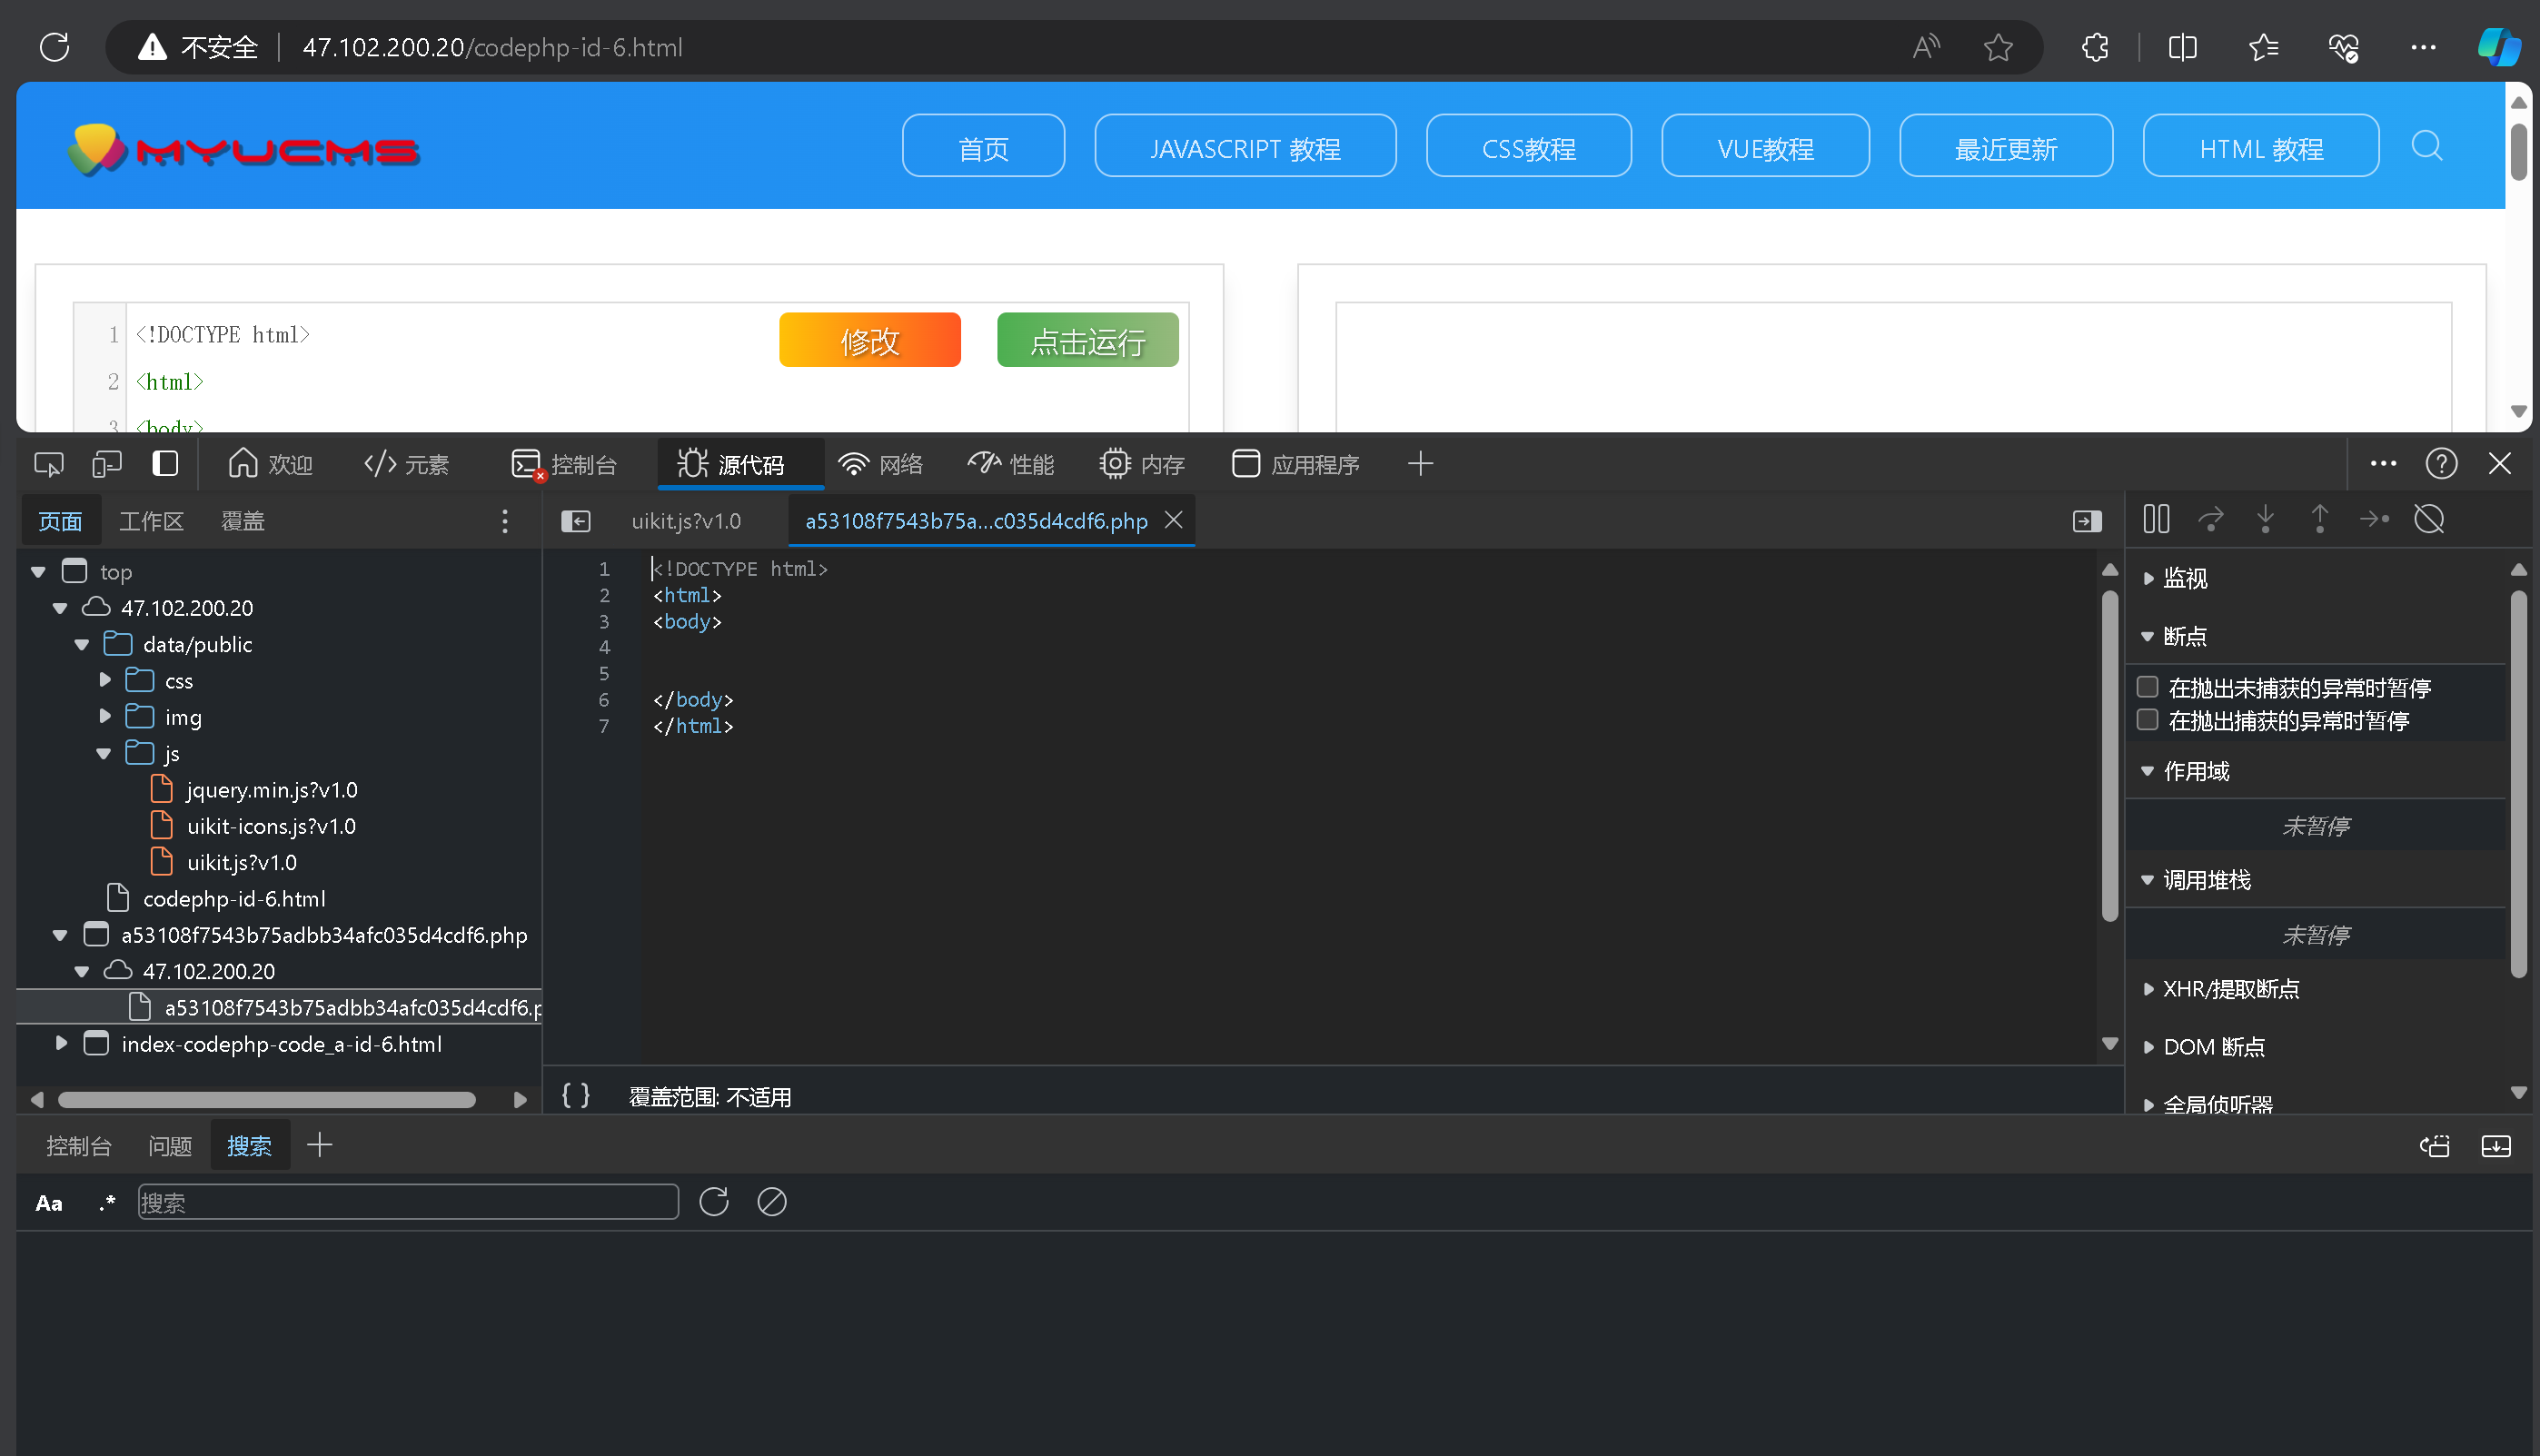 不安全 47.102.200.20/codephp-id-6.html
MYUCMS 首页 JAVASCRIPT 教程 CSS教程 VUE教程 最近更新 HTML 教程
1 <!DOCTYPE html> 修改 点击运行
2 <html>
3 <body>
欢迎 元素 控制台 源代码 网络 性能 内存 应用程序
页面 工作区 覆盖
uikit.js?v1.0 a53108f7543b75a...c035d4cdf6.php
top
47.102.200.20
data/public
css
img
js
jquery.min.js?v1.0
uikit-icons.js?v1.0
uikit.js?v1.0
codephp-id-6.html
a53108f7543b75adbb34afc035d4cdf6.php
47.102.200.20
a53108f7543b75adbb34afc035d4cdf6.p
index-codephp-code_a-id-6.html
1 <!DOCTYPE html>
2 <html>
3 <body>
4
5
6 </body>
7 </html>
{ } 覆盖范围: 不适用
监视
断点
在抛出未捕获的异常时暂停
在抛出捕获的异常时暂停
作用域
未暂停
调用堆栈
未暂停
XHR/提取断点
DOM 断点
全局侦听器
控制台 问题 搜索
Aa .* 搜索